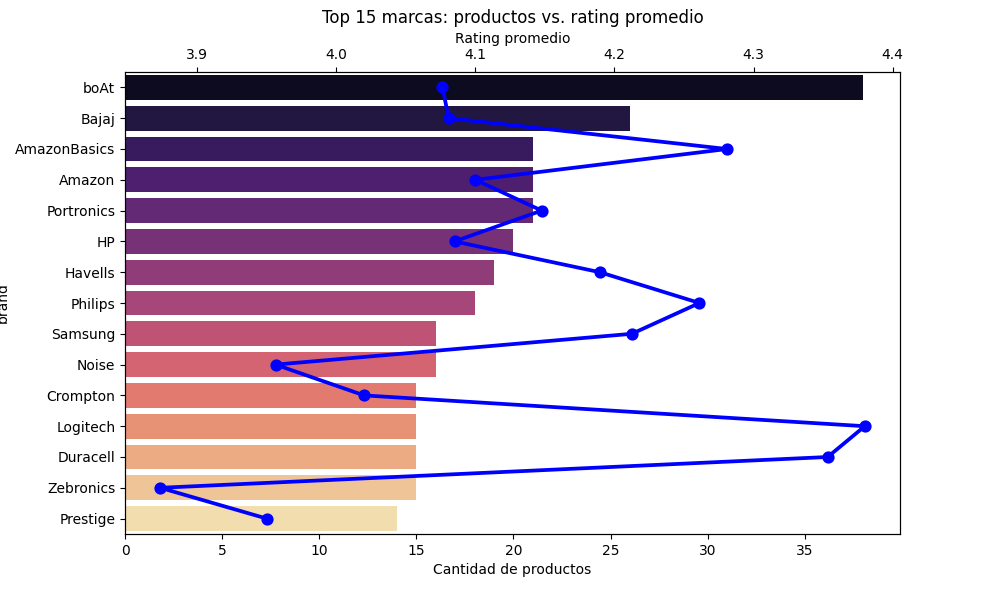 Top 15 marcas: productos vs. rating promedio
Rating promedio
3.9 4.0 4.1 4.2 4.3 4.4
boAt
Bajaj
AmazonBasics
Amazon
Portronics
HP
Havells
Philips
Samsung
Noise
Crompton
Logitech
Duracell
Zebronics
Prestige
brand
0 5 10 15 20 25 30 35
Cantidad de productos